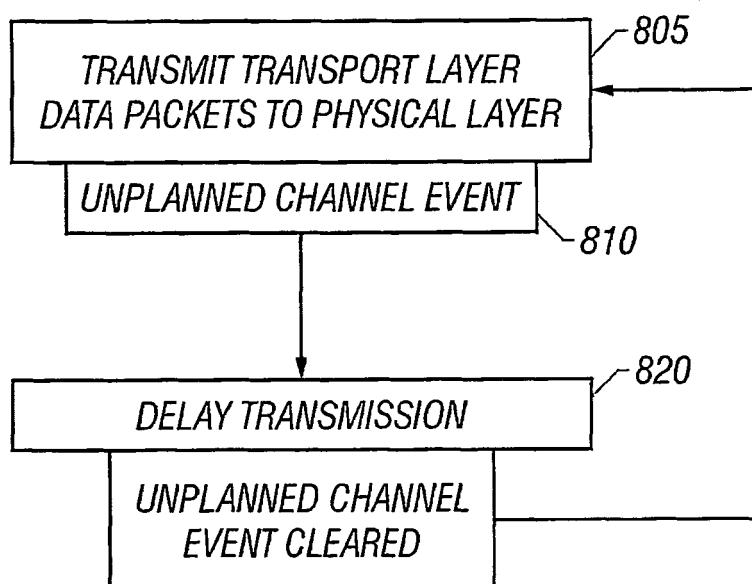 805
TRANSMIT TRANSPORT LAYER
DATA PACKETS TO PHYSICAL LAYER
UNPLANNED CHANNEL EVENT
810
820
DELAY TRANSMISSION
UNPLANNED CHANNEL
EVENT CLEARED